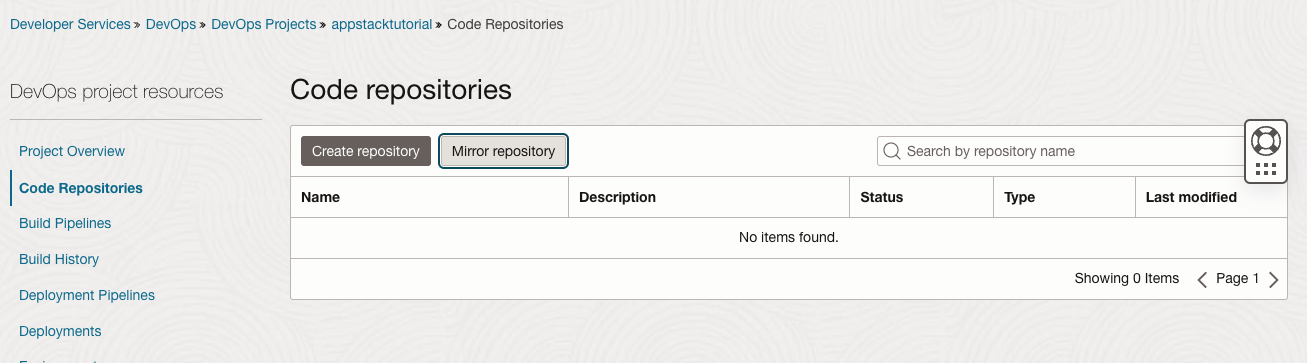 Developer Services » DevOps » DevOps Projects » appstacktutorial » Code Repositories
DevOps project resources
Project Overview
Code Repositories
Build Pipelines
Build History
Deployment Pipelines
Deployments
Code repositories
Create repository Mirror repository Search by repository name
Name Description Status Type Last modified
No items found.
Showing 0 Items Page 1